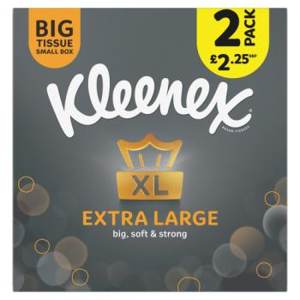 BIG
TISSUE
SMALL BOX
2
PACK
£2.25
Kleenex
XL
EXTRA LARGE
big, soft & strong